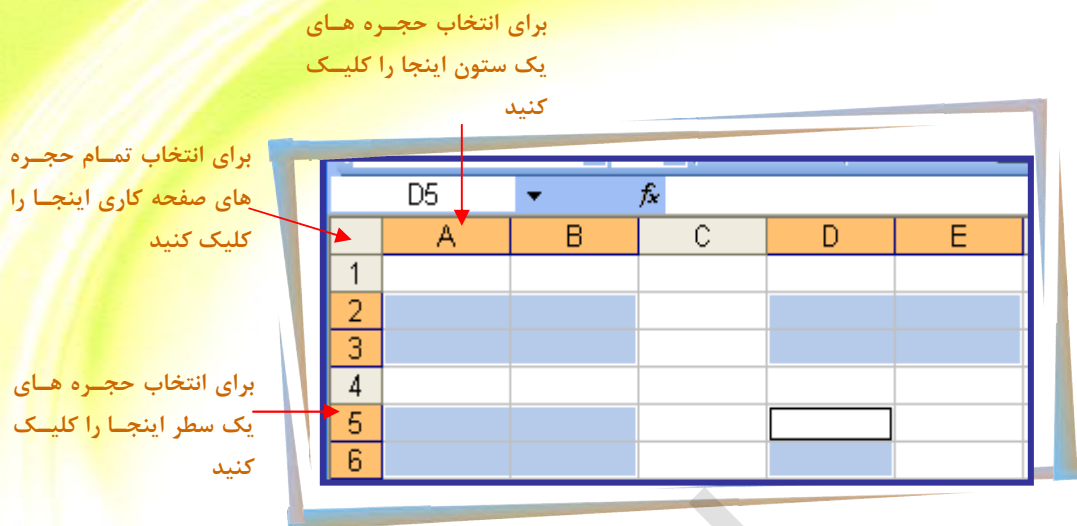 برای انتخاب حجـره هـای
یک ستون اینجا را کلیـک
کنید
برای انتخاب تمـام حجـره
های صفحه کاری اینجـا را
کلیک کنید
برای انتخاب حجـره هـای
یک سطر اینجـا را کلیـک
کنید
D5 fx
A B C D E
1
2
3
4
5
6